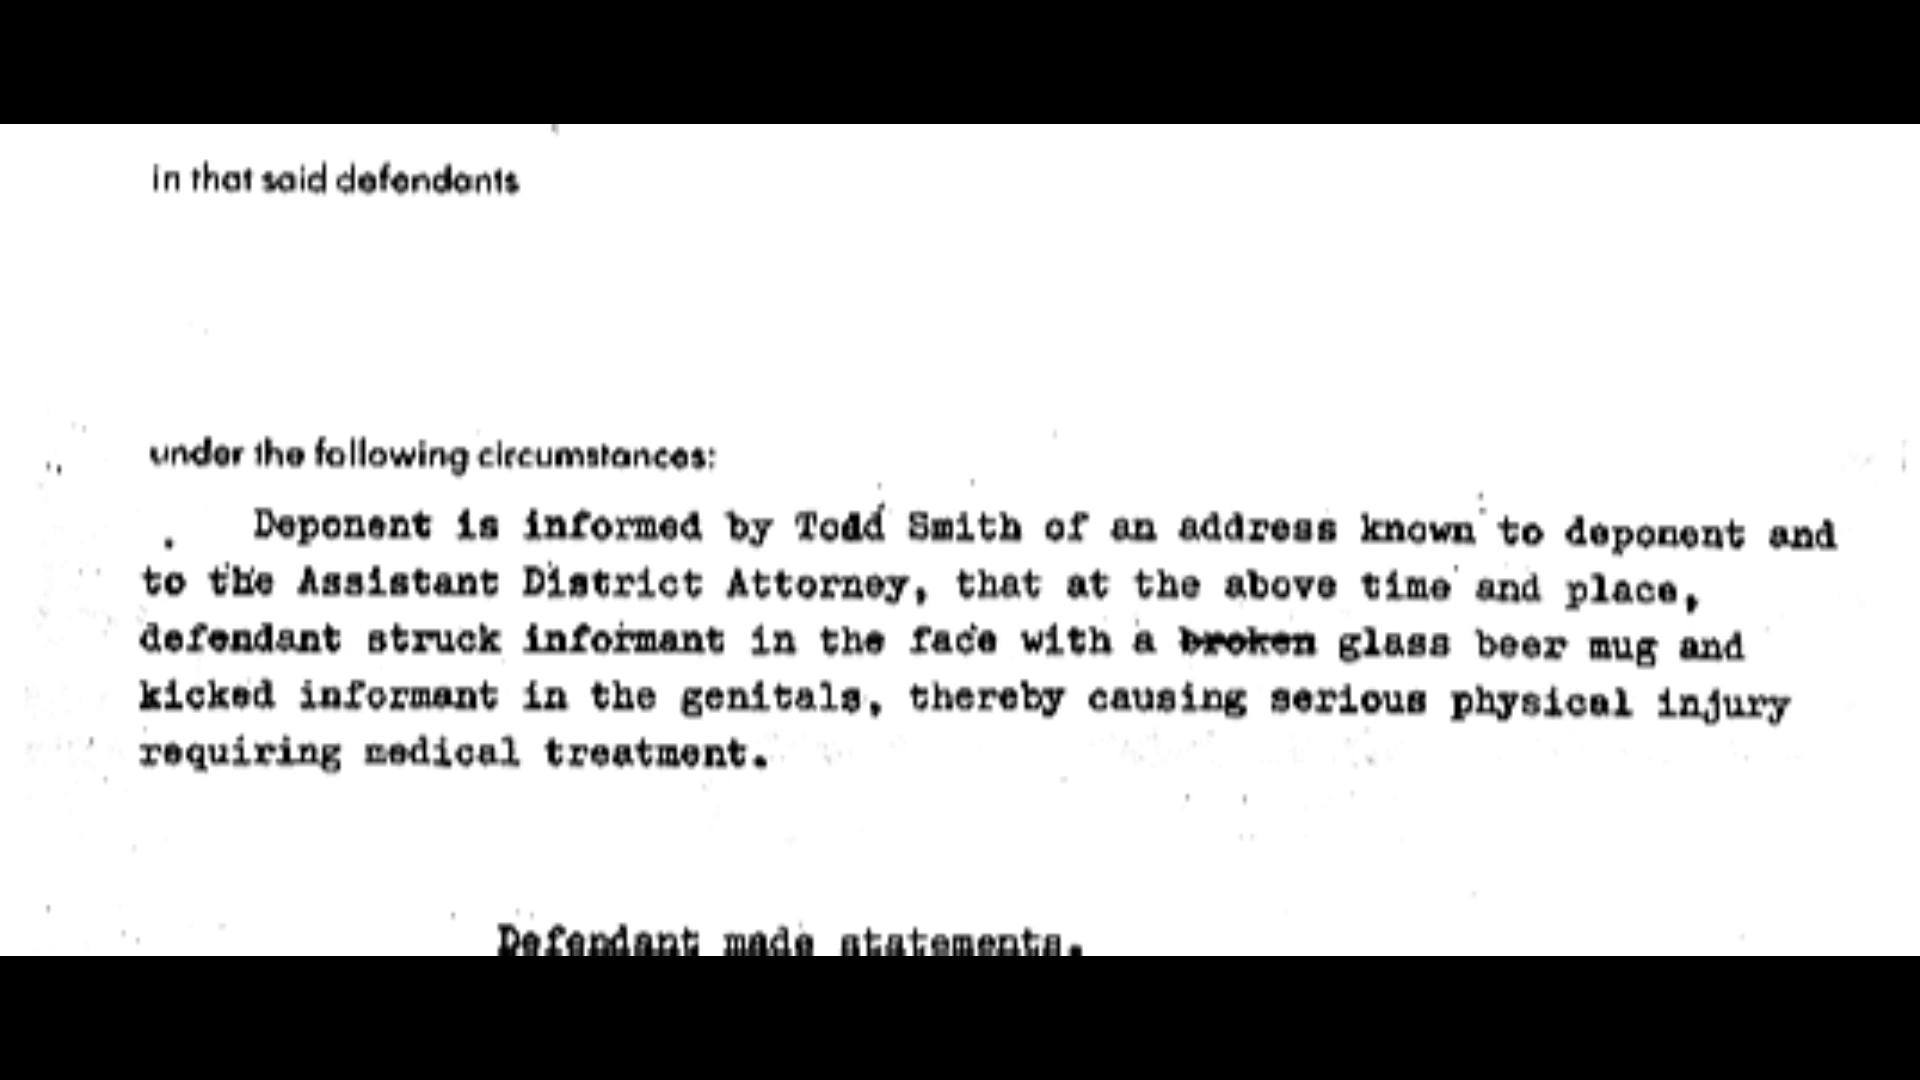 in that said defendants
under the following circumstances:
Deponent is informed by Todd Smith of an address known to deponent and
to the Assistant District Attorney, that at the above time and place,
defendant struck informant in the face with a broken glass beer mug and
kicked informant in the genitals, thereby causing serious physical injury
requiring medical treatment.
Defendant made statements.